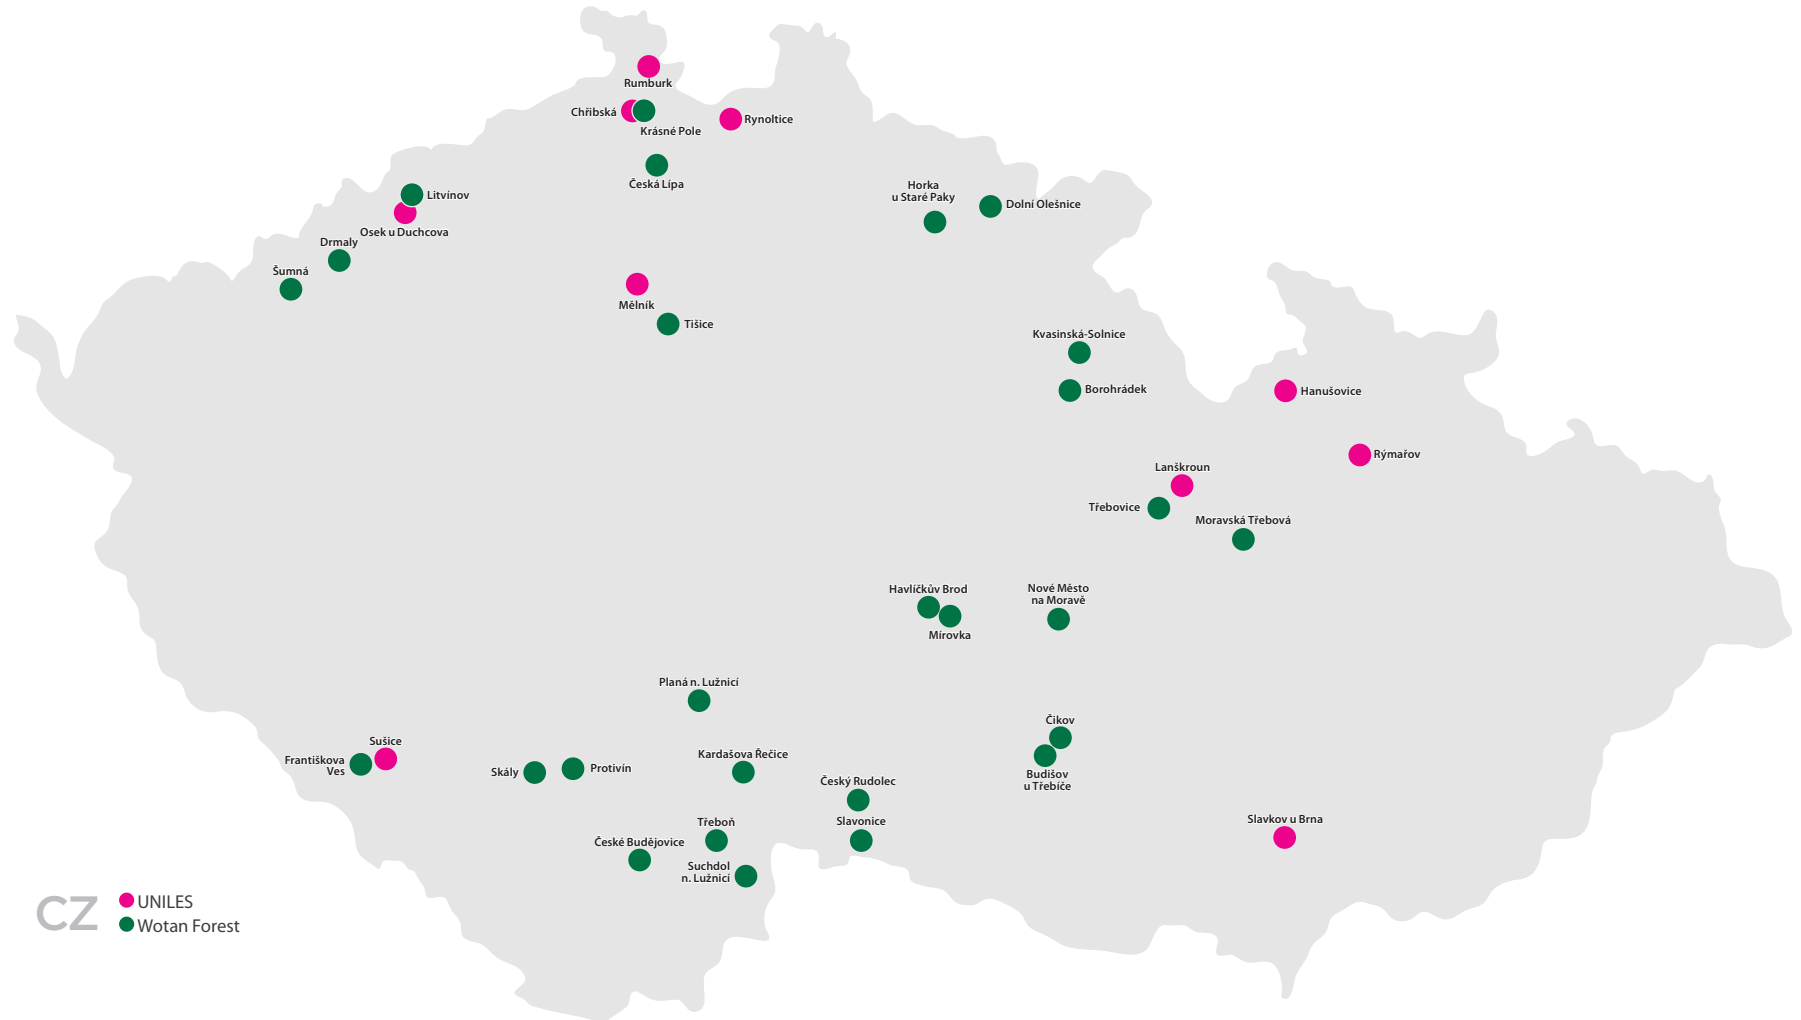 Rumburk
Chřibská
Krásné Pole
Rynoltice
Česká Lípa
Horka
u Staré Paky
Dolní Olešnice
Litvínov
Osek u Duchcova
Drmaly
Šumná
Mělník
Tišice
Kvasinská-Solnice
Borohrádek
Hanušovice
Rýmařov
Lanškroun
Třebovice
Moravská Třebová
Havlíčkův Brod
Mírovka
Nové Město
na Moravě
Planá n. Lužnicí
Čikov
Budišov
u Třebíče
Sušice
Františkova
Ves
Skály
Protivín
Kardašova Řečice
Český Rudolec
Slavonice
Třeboň
České Budějovice
Suchdol
n. Lužnicí
Slavkov u Brna
CZ
UNILES
Wotan Forest